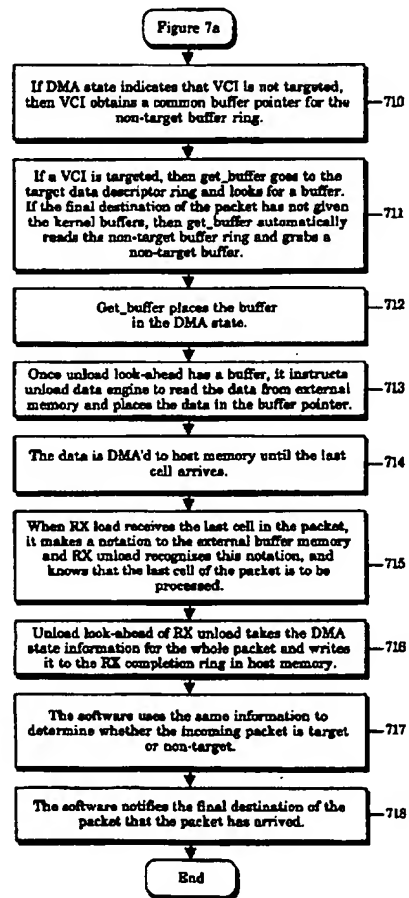 Figure 7a
If DMA state indicates that VCI is not targeted,
then VCI obtains a common buffer pointer for the
non-target buffer ring.
710
If a VCI is targeted, then get_buffer goes to the
target data descriptor ring and looks for a buffer.
If the final destination of the packet has not given
the kernel buffers, then get_buffer automatically
reads the non-target buffer ring and grabs a
non-target buffer.
711
Get_buffer places the buffer
in the DMA state.
712
Once unload look-ahead has a buffer, it instructs
unload data engine to read the data from external
memory and places the data in the buffer pointer.
713
The data is DMA'd to host memory until the last
cell arrives.
714
When RX load receives the last cell in the packet,
it makes a notation to the external buffer memory
and RX unload recognizes this notation, and
knows that the last cell of the packet is to be
processed.
715
Unload look-ahead of RX unload takes the DMA
state information for the whole packet and writes
it to the RX completion ring in host memory.
716
The software uses the same information to
determine whether the incoming packet is target
or non-target.
717
The software notifies the final destination of the
packet that the packet has arrived.
718
End